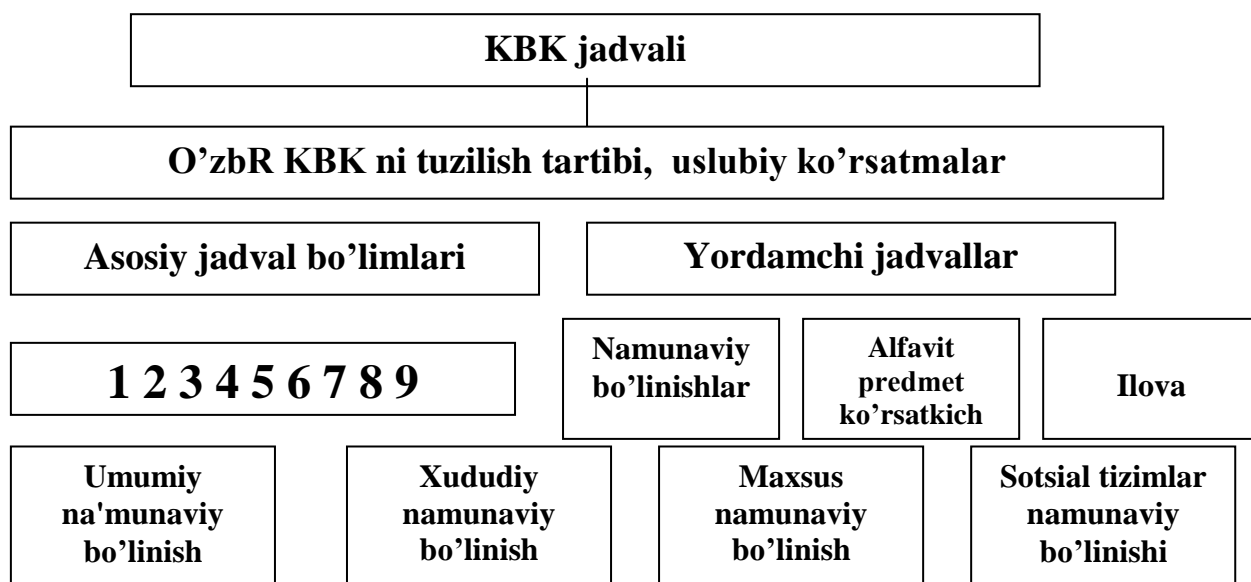 KBK jadvali
O’zbR KBK ni tuzilish tartibi, uslubiy ko’rsatmalar
Asosiy jadval bo’limlari
Yordamchi jadvallar
1 2 3 4 5 6 7 8 9
Namunaviy
bo’linishlar
Alfavit
predmet
ko’rsatkich
Ilova
Umumiy
na'munaviy
bo’linish
Xududiy
namunaviy
bo’linish
Maxsus
namunaviy
bo’linish
Sotsial tizimlar
namunaviy
bo’linishi